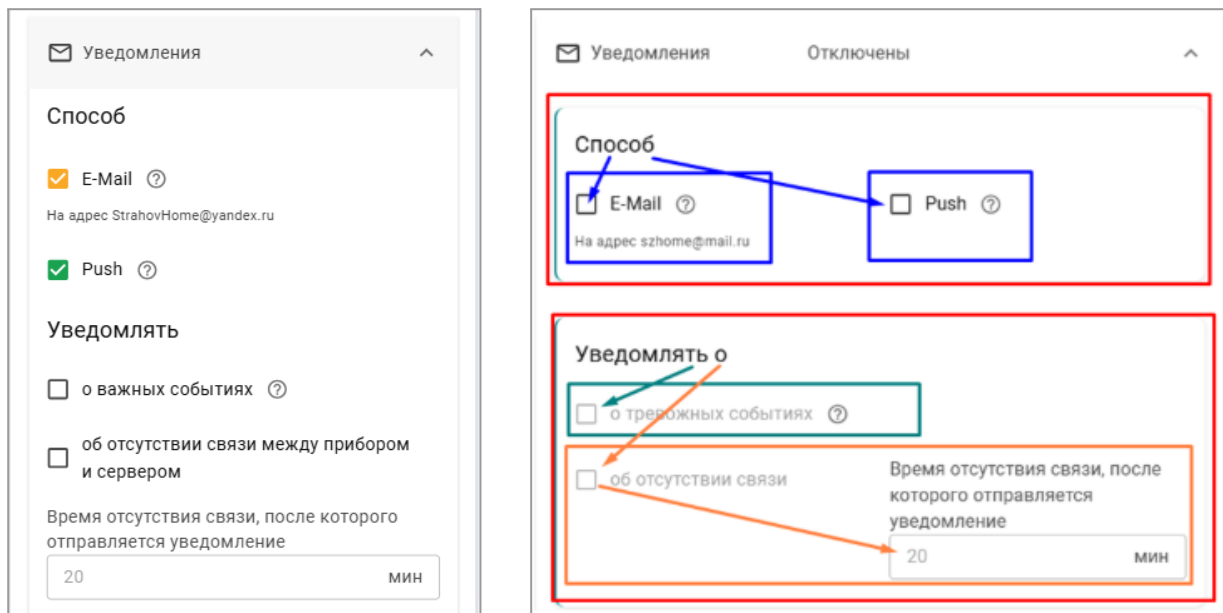 Уведомления
Способ
E-Mail
На адрес StrahovHome@yandex.ru
Push
Уведомлять
о важных событиях
об отсутствии связи между прибором
и сервером
Время отсутствия связи, после которого
отправляется уведомление
20 мин
Уведомления Отключены
Способ
E-Mail Push
На адрес szhome@mail.ru
Уведомлять о
о тревожных событиях
об отсутствии связи
Время отсутствия связи, после
которого отправляется
уведомление
20 мин